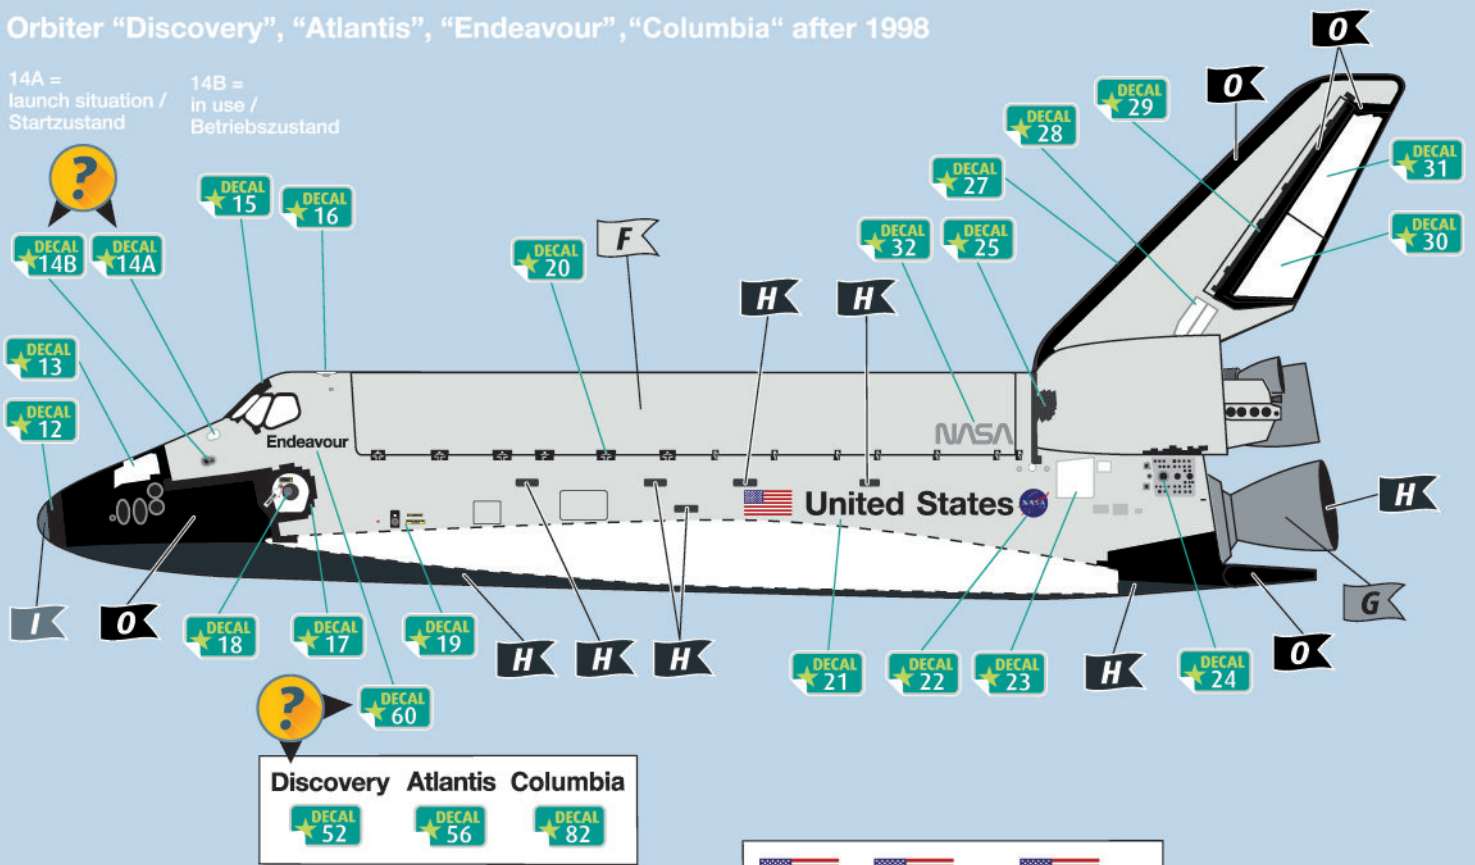 Orbiter “Discovery”, “Atlantis”, “Endeavour”,“Columbia“ after 1998
14A =
launch situation /
Startzustand
14B =
in use /
Betriebszustand
?
DECAL
14B
DECAL
14A
DECAL
15
DECAL
16
DECAL
13
DECAL
12
DECAL
20
F
H
H
DECAL
32
DECAL
25
DECAL
27
DECAL
28
DECAL
29
O
O
DECAL
31
DECAL
30
Endeavour
NASA
United States
NASA
H
G
I
O
DECAL
18
DECAL
17
DECAL
19
H
H
H
DECAL
21
DECAL
22
DECAL
23
H
DECAL
24
O
?
DECAL
60
Discovery
Atlantis
Columbia
DECAL
52
DECAL
56
DECAL
82